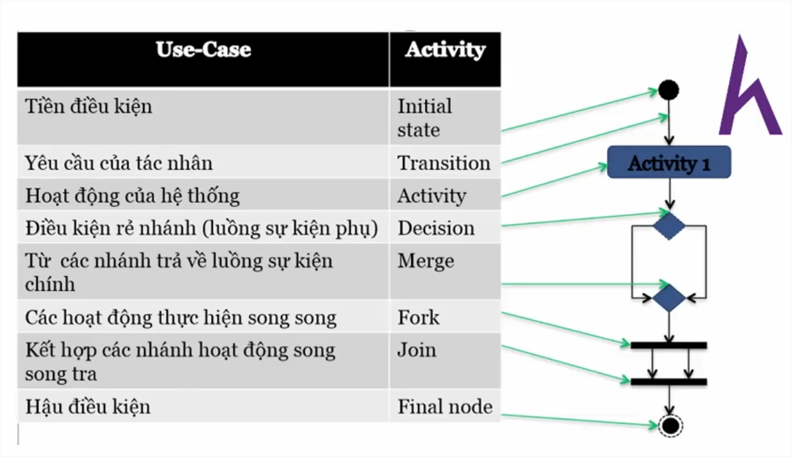 Use-Case Activity
Tiền điều kiện Initial
state
Yêu cầu của tác nhân Transition
Hoạt động của hệ thống Activity
Điều kiện rẻ nhánh (luồng sự kiện phụ) Decision
Từ các nhánh trả về luồng sự kiện Merge
chính
Các hoạt động thực hiện song song Fork
Kết hợp các nhánh hoạt động song Join
song tra
Hậu điều kiện Final node
Activity 1